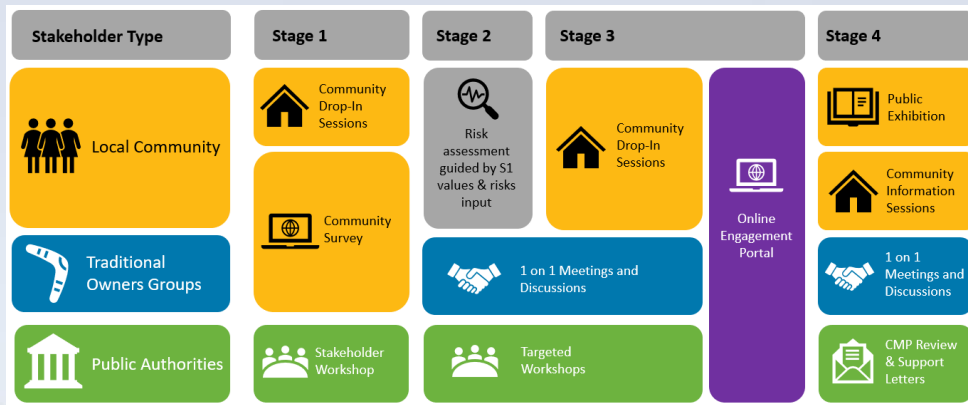 Stakeholder Type
Stage 1
Stage 2
Stage 3
Stage 4
Local Community
Community
Drop-In
Sessions
Community
Survey
Risk
assessment
guided by S1
values & risks
input
Community
Drop-In
Sessions
Online
Engagement
Portal
Public
Exhibition
Community
Information
Sessions
Traditional
Owners Groups
1 on 1 Meetings and
Discussions
1 on 1
Meetings and
Discussions
Public Authorities
Stakeholder
Workshop
Targeted
Workshops
CMP Review
& Support
Letters